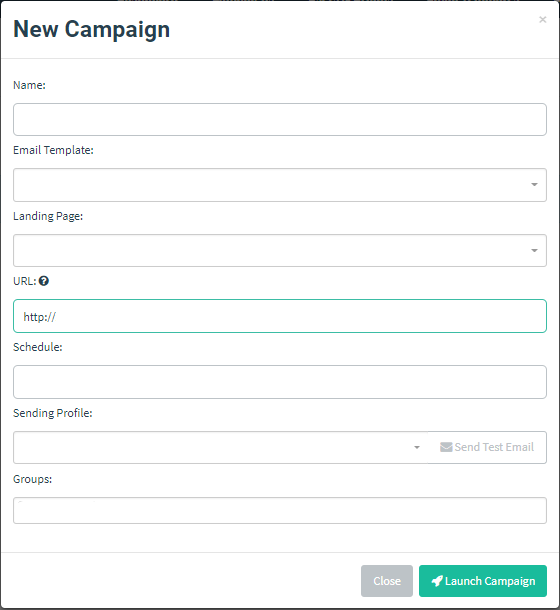 New Campaign
×
Name:
Email Template:
Landing Page:
URL:
http://
Schedule:
Sending Profile:
Send Test Email
Groups:
Close
Launch Campaign